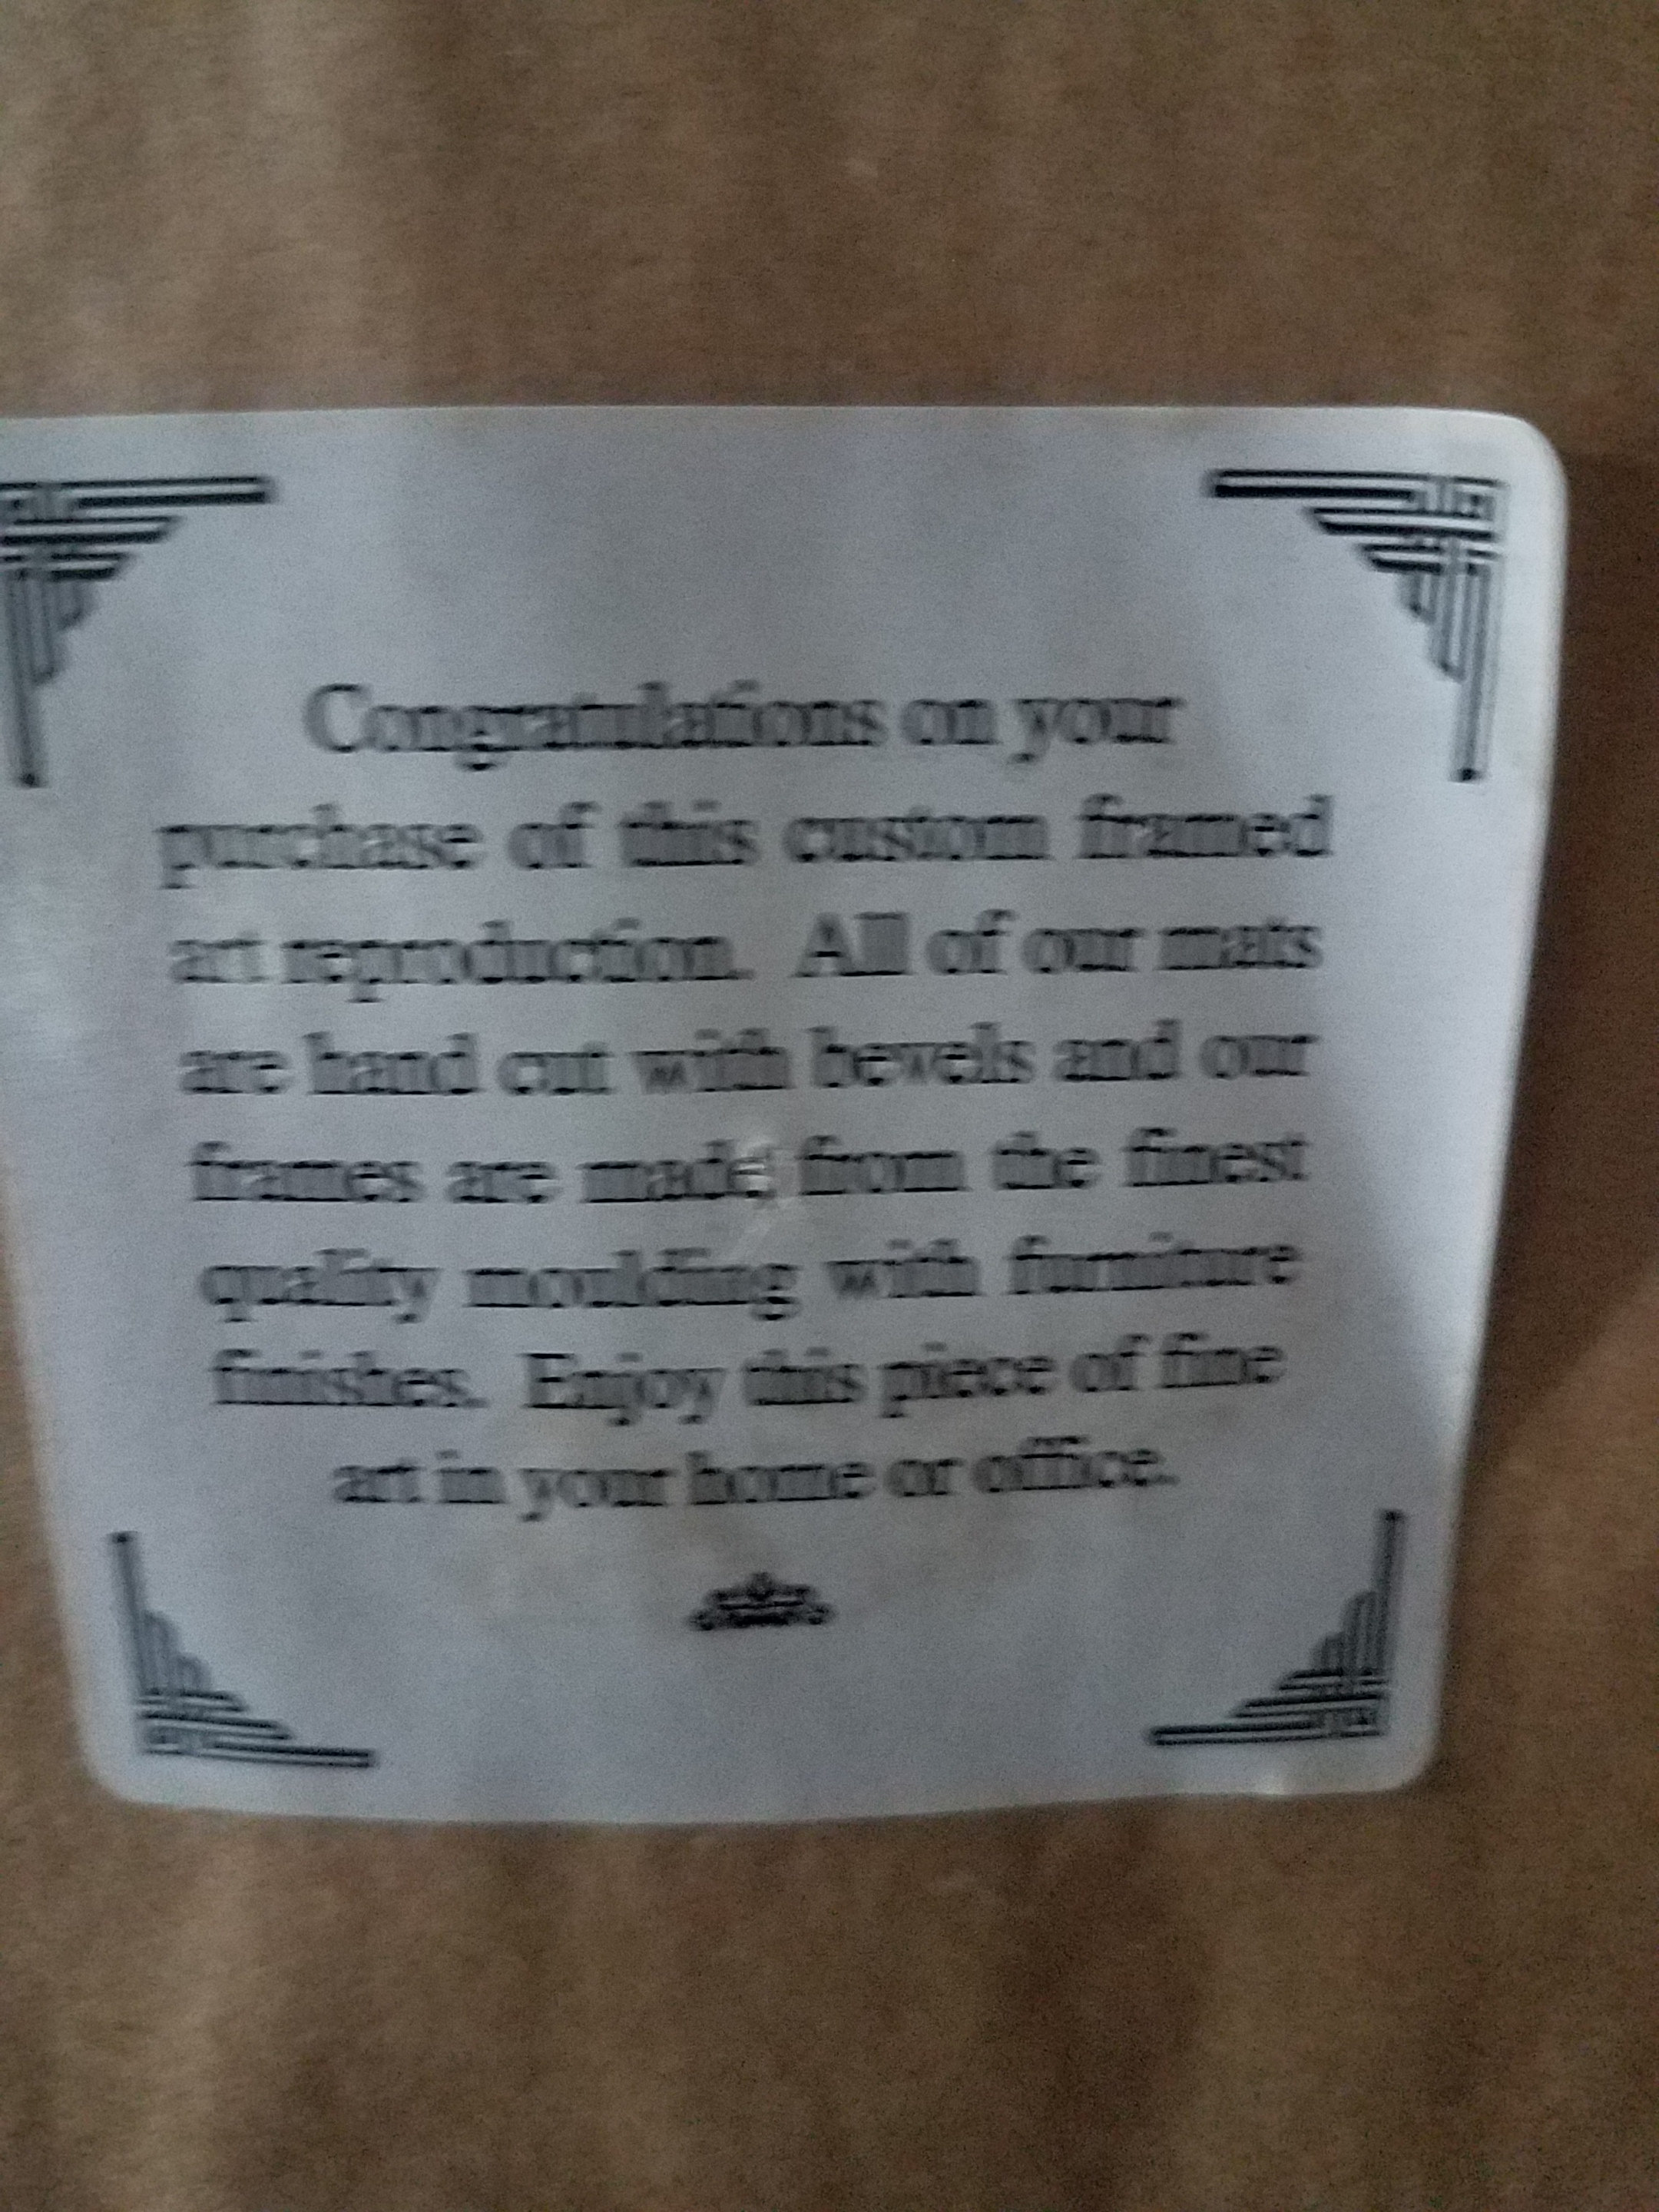 Congratulations on your
purchase of this custom framed
art reproduction. All of our mats
are hand cut with bevels and our
frames are made from the finest
quality moulding with furniture
finishes. Enjoy this piece of fine
art in your home or office.